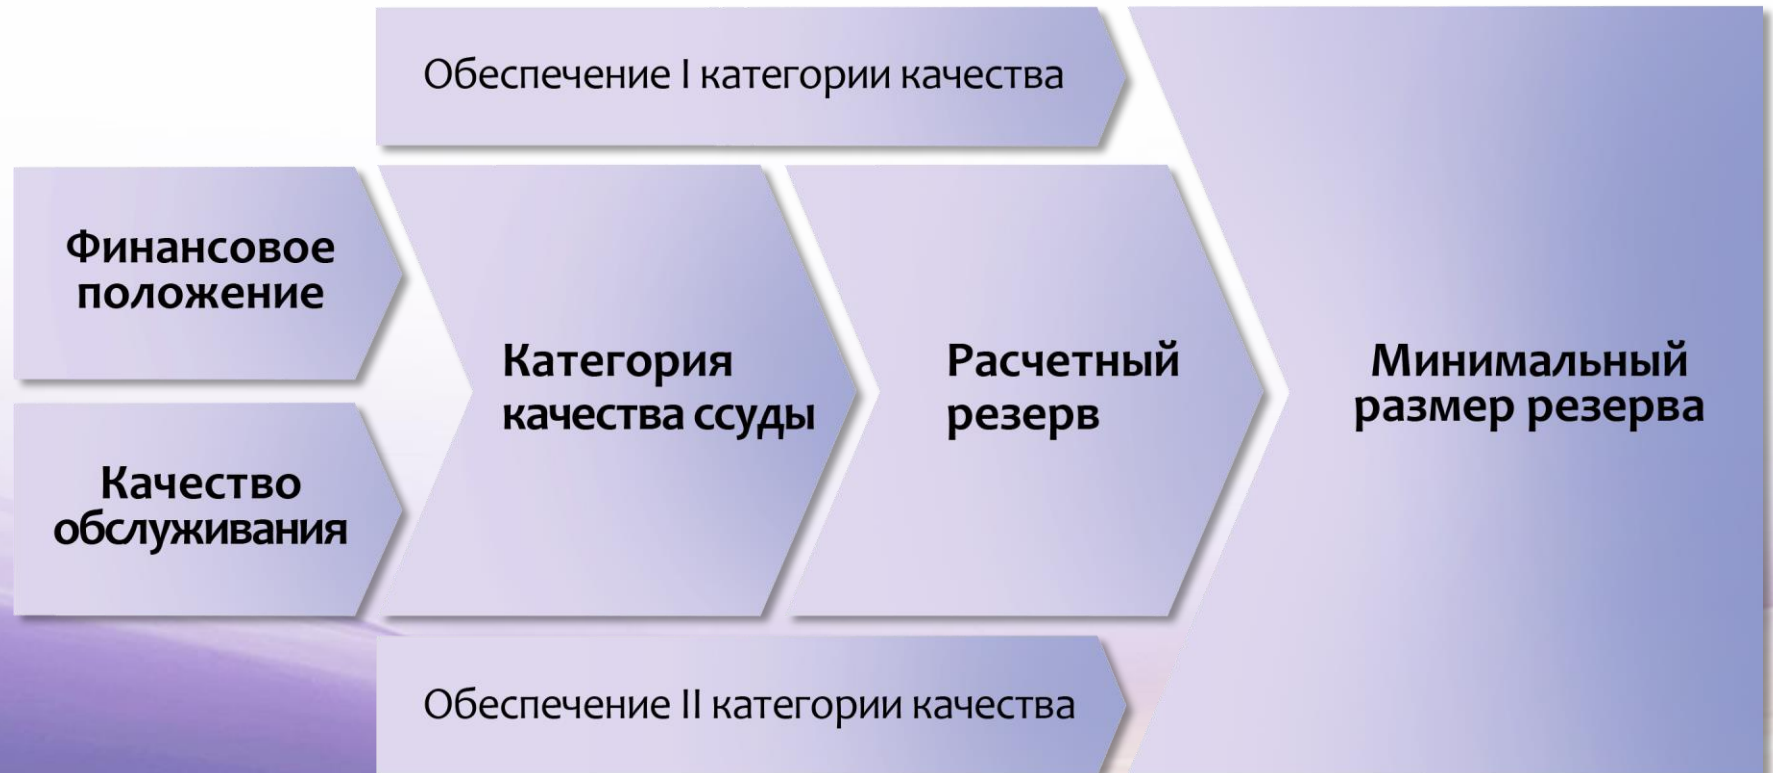 Обеспечение I категории качества
Финансовое
положение
Качество
обслуживания
Категория
качества ссуды
Расчетный
резерв
Минимальный
размер резерва
Обеспечение II категории качества